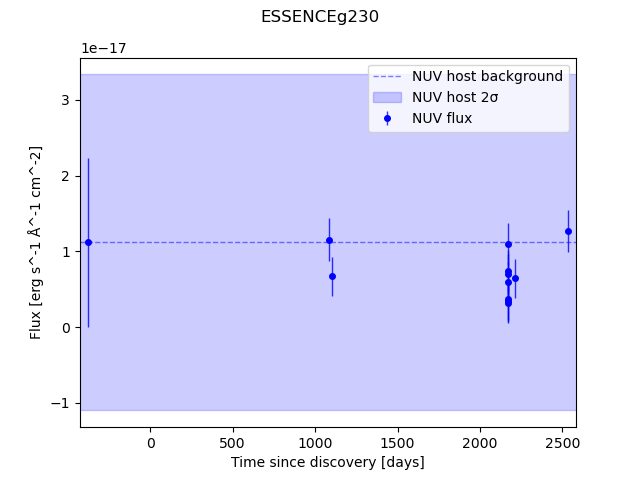 ESSENCEg230
1e−17
NUV host background
NUV host 2σ
NUV flux
3
2
1
0
−1
Flux [erg s^-1 Å^-1 cm^-2]
0 500 1000 1500 2000 2500
Time since discovery [days]